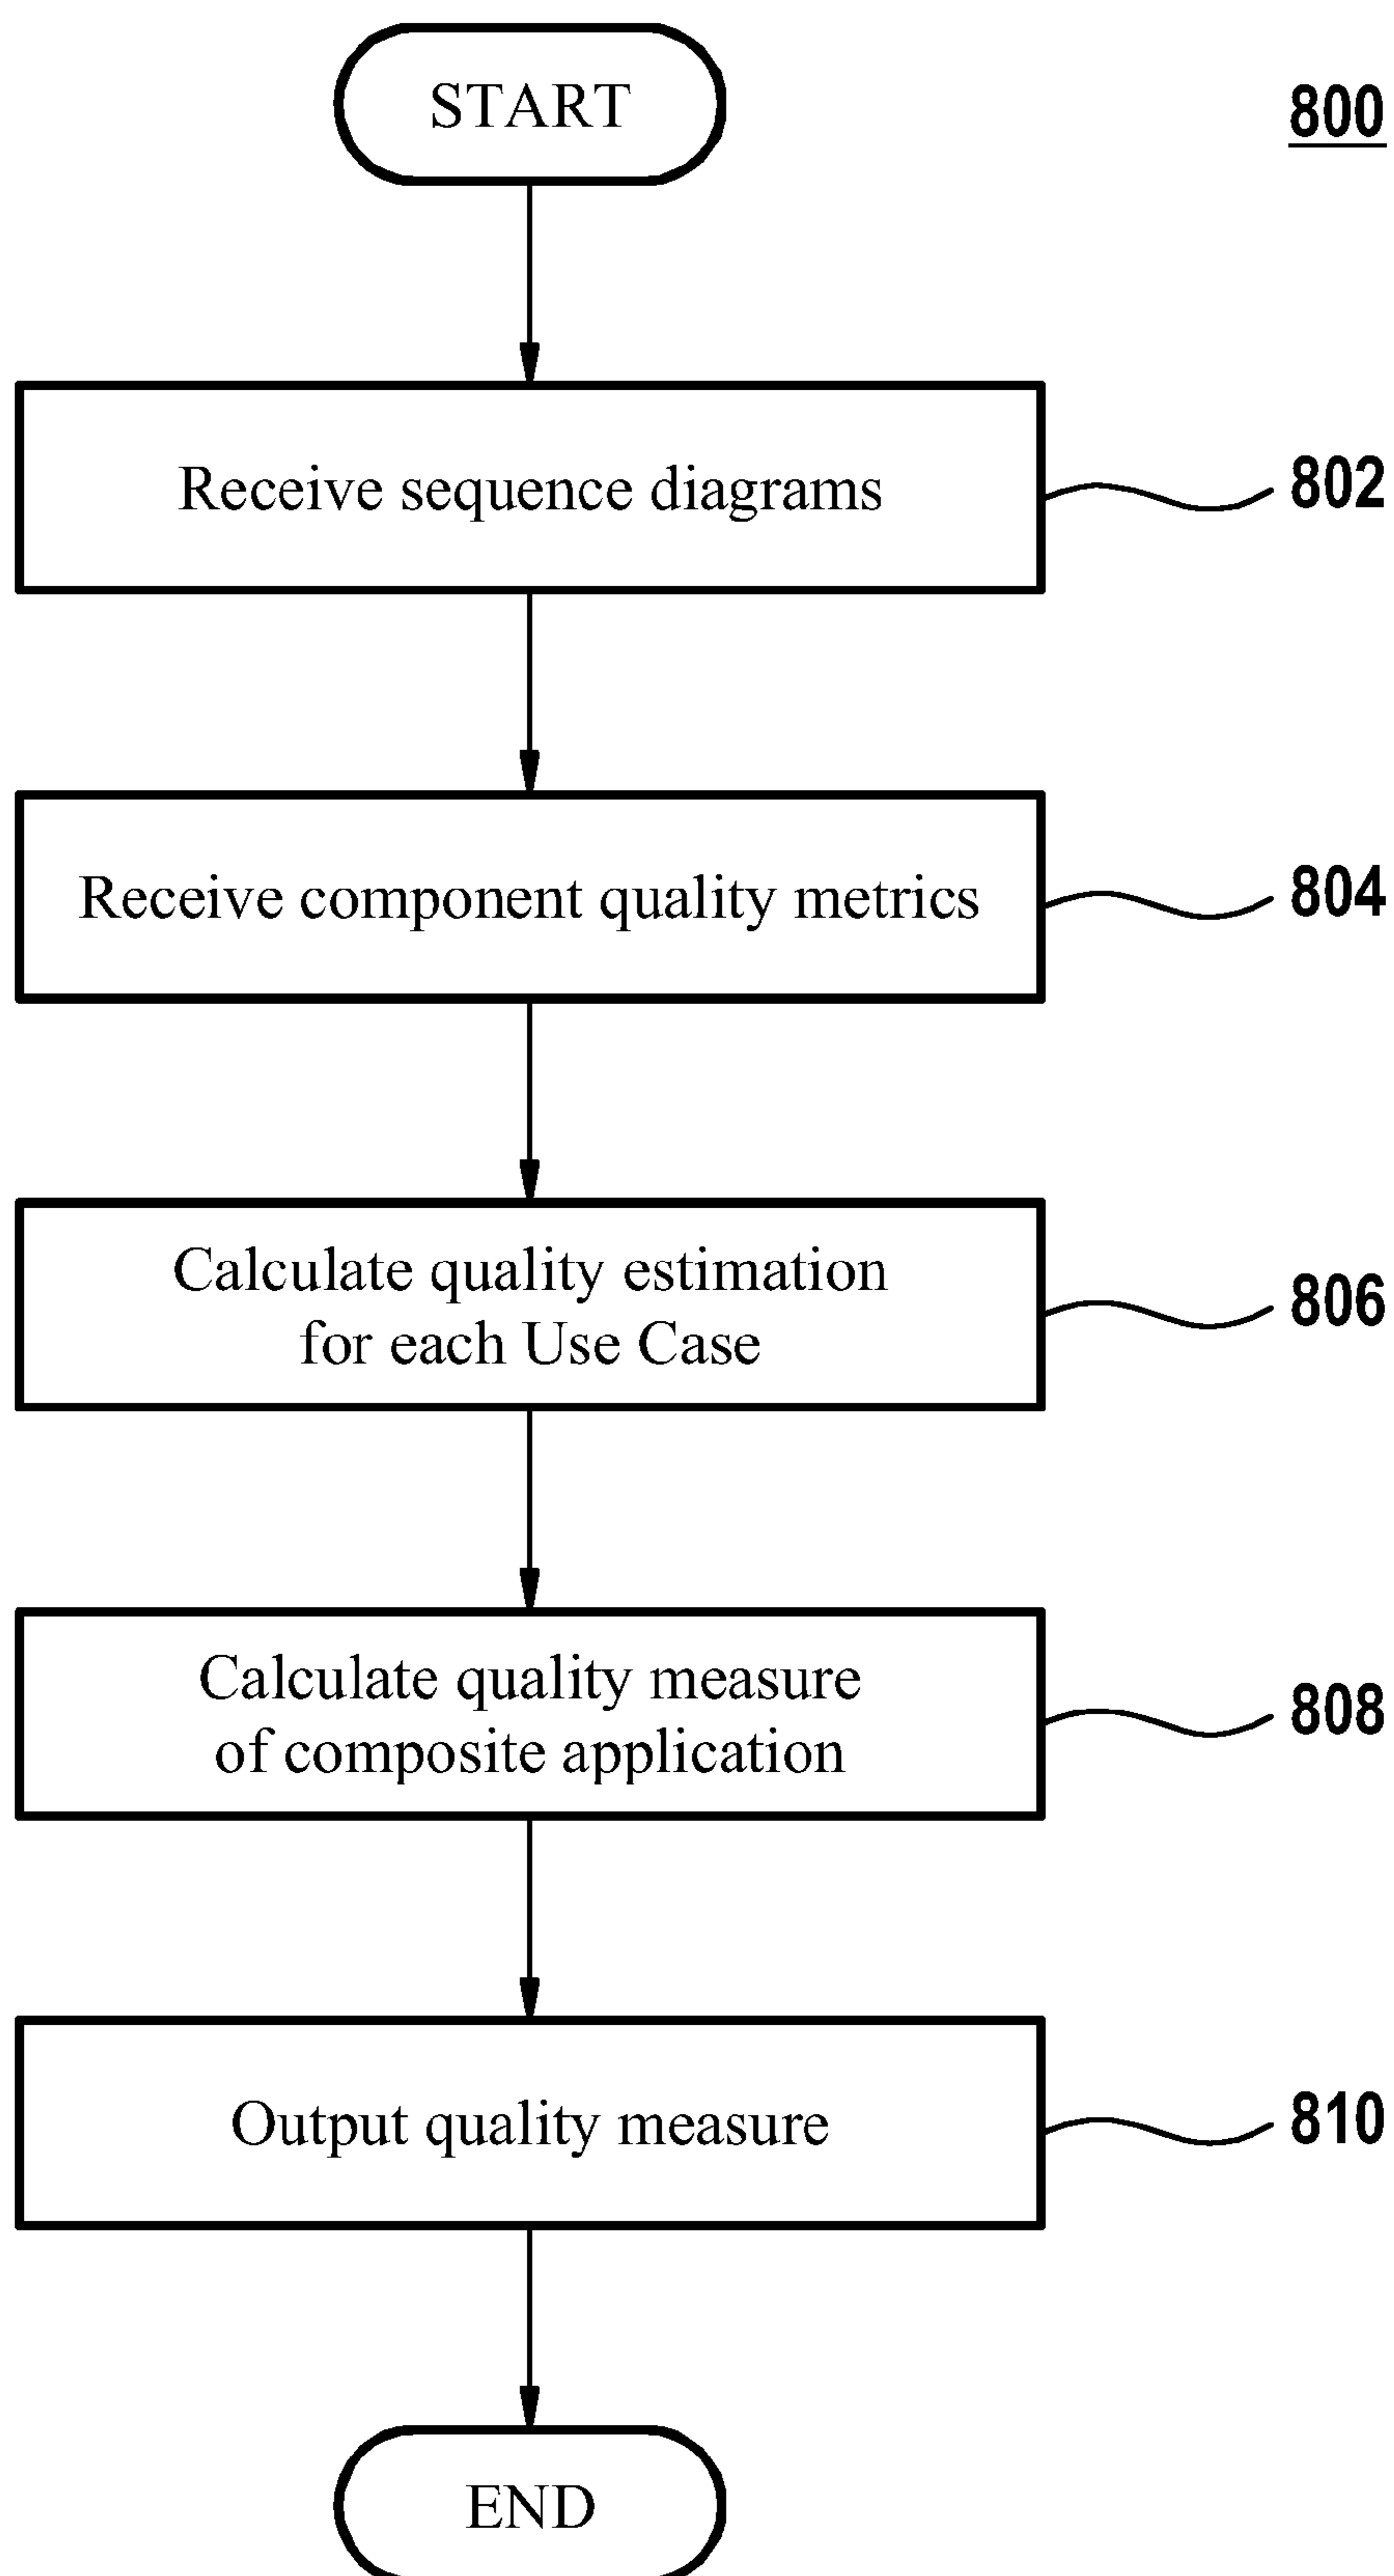 START
800
Receive sequence diagrams
802
Receive component quality metrics
804
Calculate quality estimation
for each Use Case
806
Calculate quality measure
of composite application
808
Output quality measure
810
END